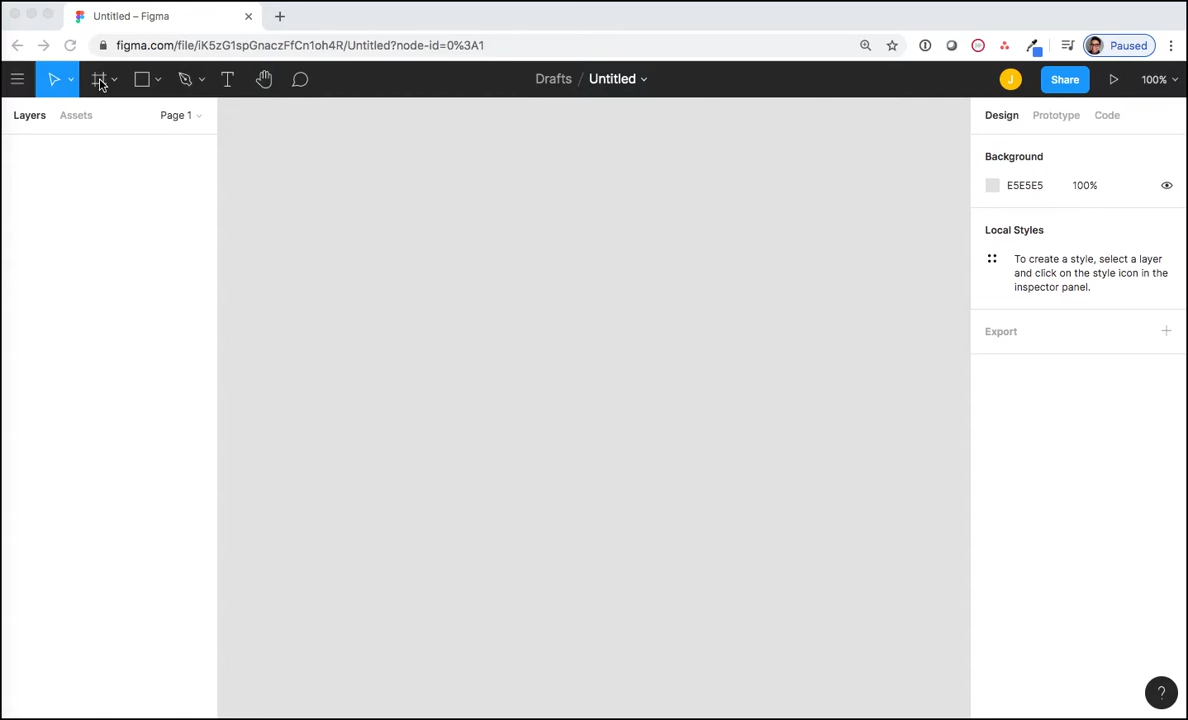 Untitled – Figma
figma.com/file/iK5zG1spGnaczFfCn1oh4R/Untitled?node-id=0%3A1
Paused
Drafts / Untitled
J
Share
100%
Layers Assets Page 1
Design Prototype Code
Background
E5E5E5 100%
Local Styles
To create a style, select a layer
and click on the style icon in the
inspector panel.
Export
?